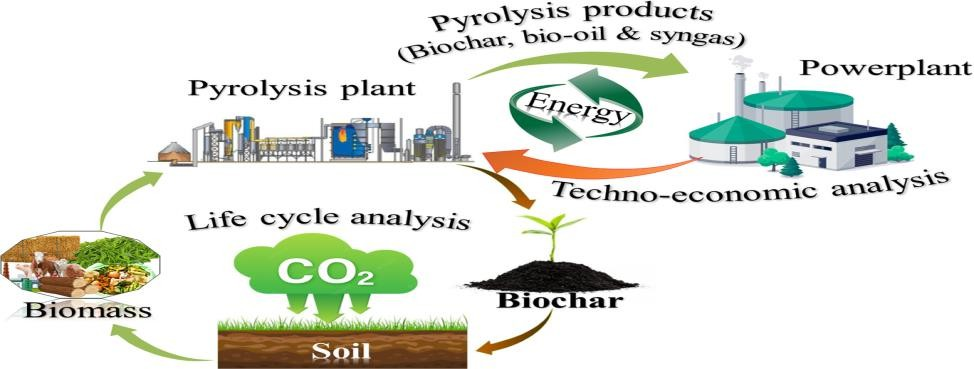 Pyrolysis products
(Biochar, bio-oil & syngas)
Pyrolysis plant
Powerplant
Energy
Techno-economic analysis
Life cycle analysis
CO₂
Biomass
Biochar
Soil